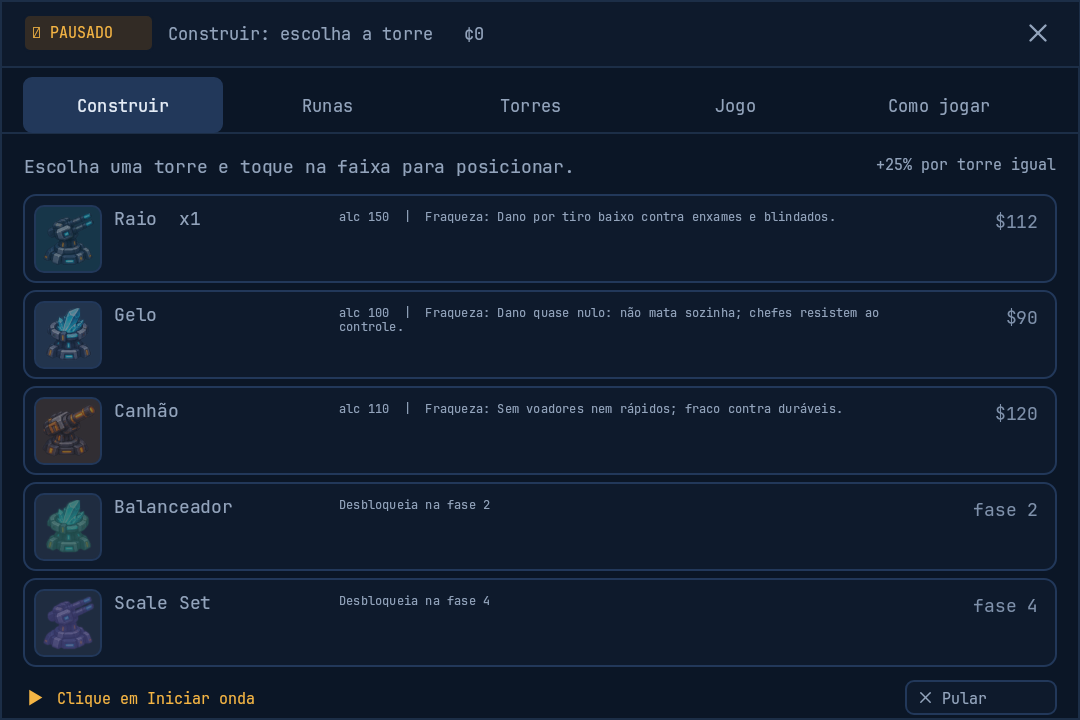 PAUSADO
Construir: escolha a torre ¢0
Construir Runas Torres Jogo Como jogar
Escolha uma torre e toque na faixa para posicionar. +25% por torre igual
Raio x1 alc 150 | Fraqueza: Dano por tiro baixo contra enxames e blindados. $112
Gelo alc 100 | Fraqueza: Dano quase nulo: não mata sozinha; chefes resistem ao $90
controle.
Canhão alc 110 | Fraqueza: Sem voadores nem rápidos; fraco contra duráveis. $120
Balanceador Desbloqueia na fase 2 fase 2
Scale Set Desbloqueia na fase 4 fase 4
Clique em Iniciar onda Pular